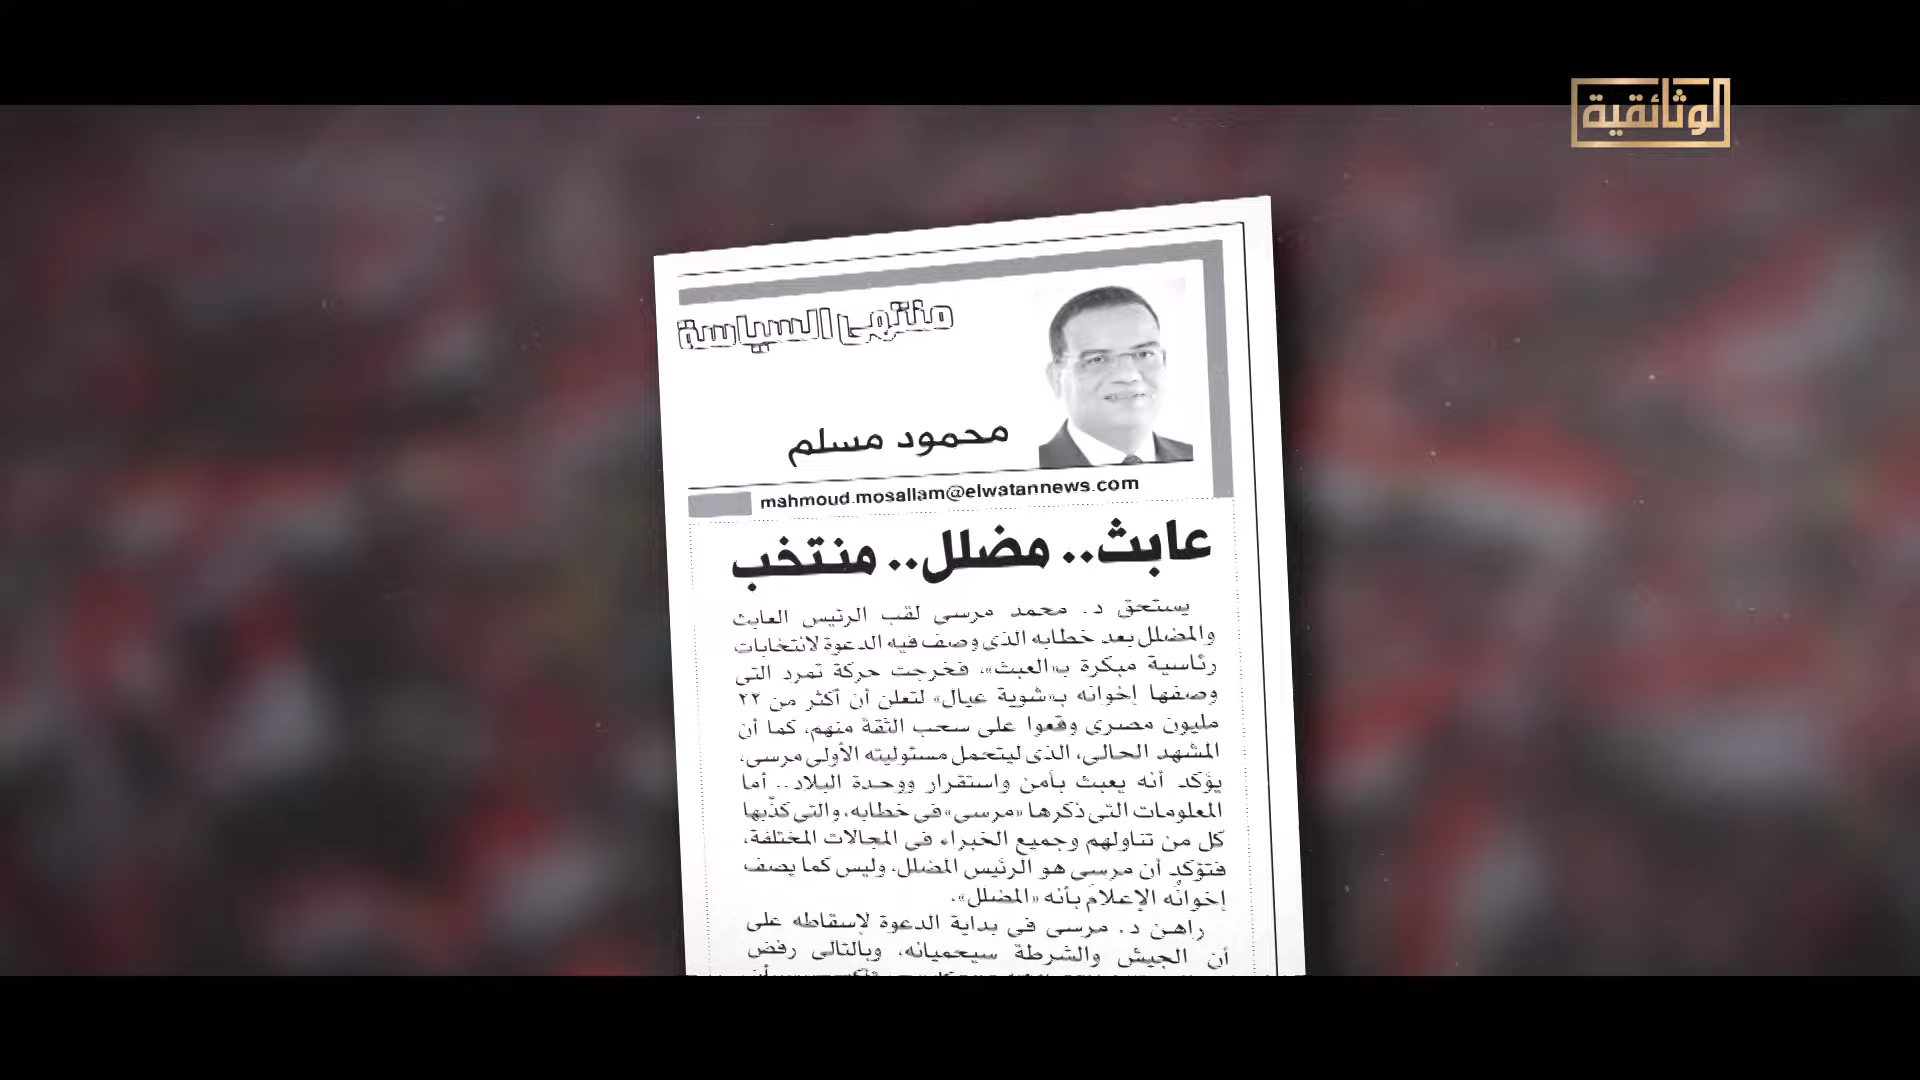 الوثائقية
منتهى السياسة
محمود مسلم
mahmoud.mosallam@elwatannews.com
عابث.. مضلل.. منتخب
يستحق د. محمد مرسى لقب الرئيس العابث
والمضلل بعد خطابه الذى وصف فيه الدعوة لانتخابات
رئاسية مبكرة بـ«العبث»، فخرجت حركة تمرد التى
وصفها إخوانه بـ«شوية عيال» لتعلن أن أكثر من ٢٢
مليون مصرى وقعوا على سحب الثقة منهم، كما أن
المشهد الحالى، الذى ليتحمل مسئوليته الأولى مرسى،
يؤكد أنه يعبث بأمن واستقرار ووحدة البلاد.. أما
المعلومات التى ذكرها «مرسى» فى خطابه، والتى كذّبها
كل من تناولهم وجميع الخبراء فى المجالات المختلفة،
فتؤكد أن مرسى هو الرئيس المضلل، وليس كما يصف
إخوانُه الإعلامَ بأنه «المضلل».
راهن د. مرسى فى بداية الدعوة لإسقاطه على
أن الجيش والشرطة سيحميانه، وبالتالى رفض